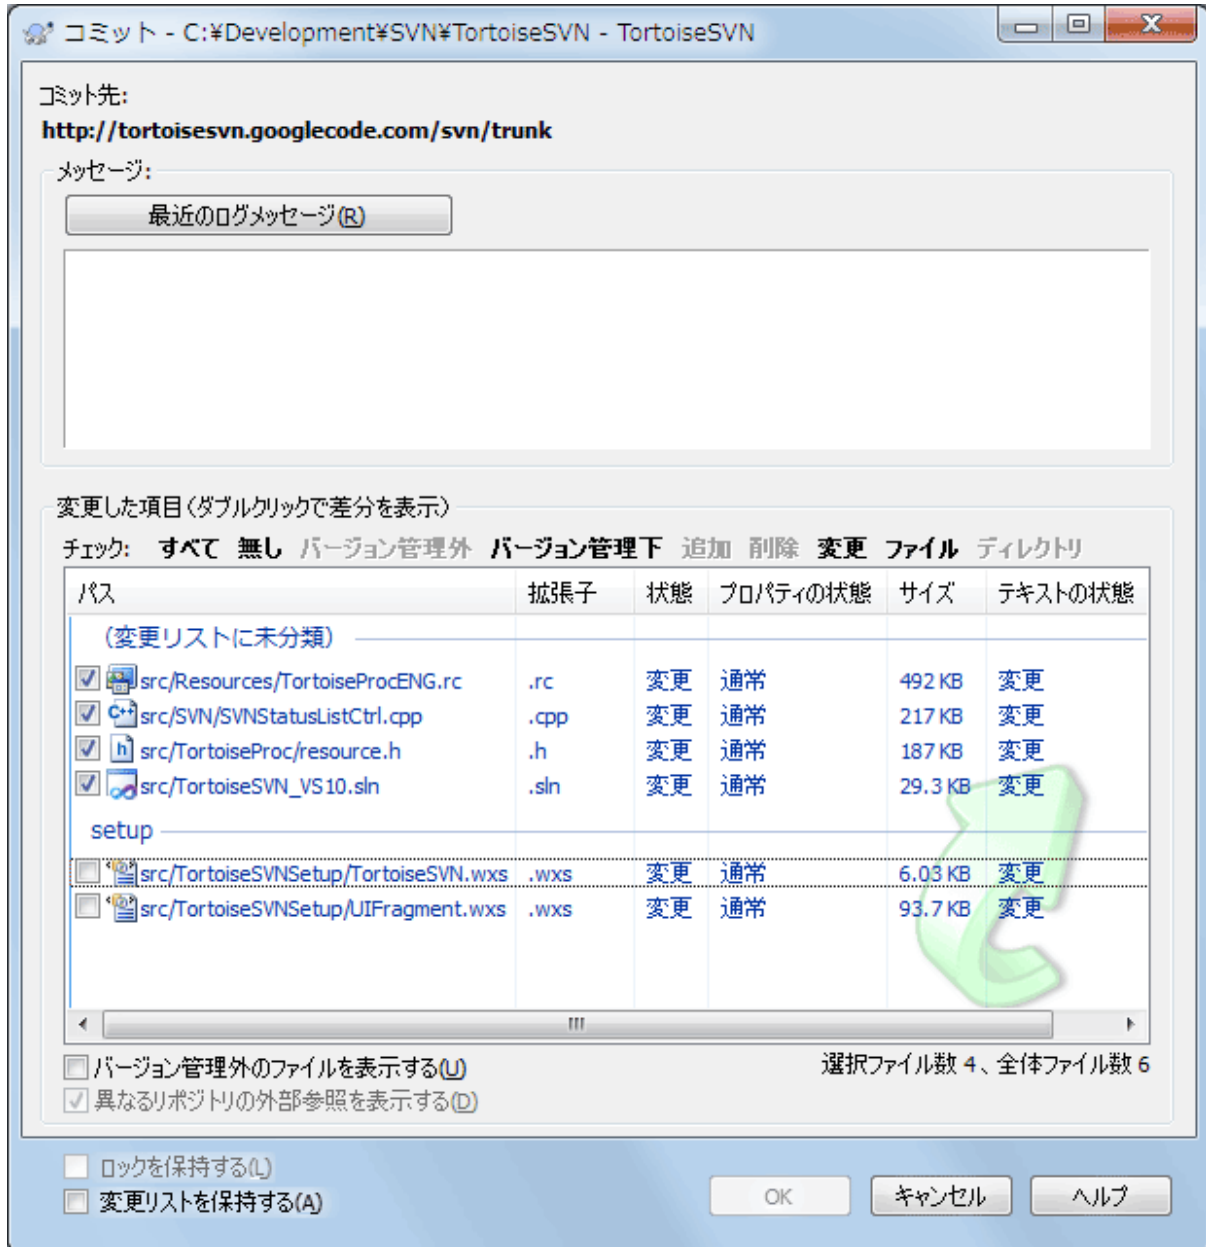 コミット - C:¥Development¥SVN¥TortoiseSVN - TortoiseSVN
コミット先:
http://tortoisesvn.googlecode.com/svn/trunk
メッセージ:
最近のログメッセージ(R)
変更した項目(ダブルクリックで差分を表示)
チェック: すべて 無し バージョン管理外 バージョン管理下 追加 削除 変更 ファイル ディレクトリ
パス 拡張子 状態 プロパティの状態 サイズ テキストの状態
(変更リストに未分類)
src/Resources/TortoiseProcENG.rc .rc 変更 通常 492 KB 変更
src/SVN/SVNStatusListCtrl.cpp .cpp 変更 通常 217 KB 変更
src/TortoiseProc/resource.h .h 変更 通常 187 KB 変更
src/TortoiseSVN_VS10.sln .sln 変更 通常 29.3 KB 変更
setup
src/TortoiseSVNSetup/TortoiseSVN.wxs .wxs 変更 通常 6.03 KB 変更
src/TortoiseSVNSetup/UIFragment.wxs .wxs 変更 通常 93.7 KB 変更
バージョン管理外のファイルを表示する(U) 選択ファイル数 4、全体ファイル数 6
異なるリポジトリの外部参照を表示する(D)
ロックを保持する(L)
変更リストを保持する(A) OK キャンセル ヘルプ